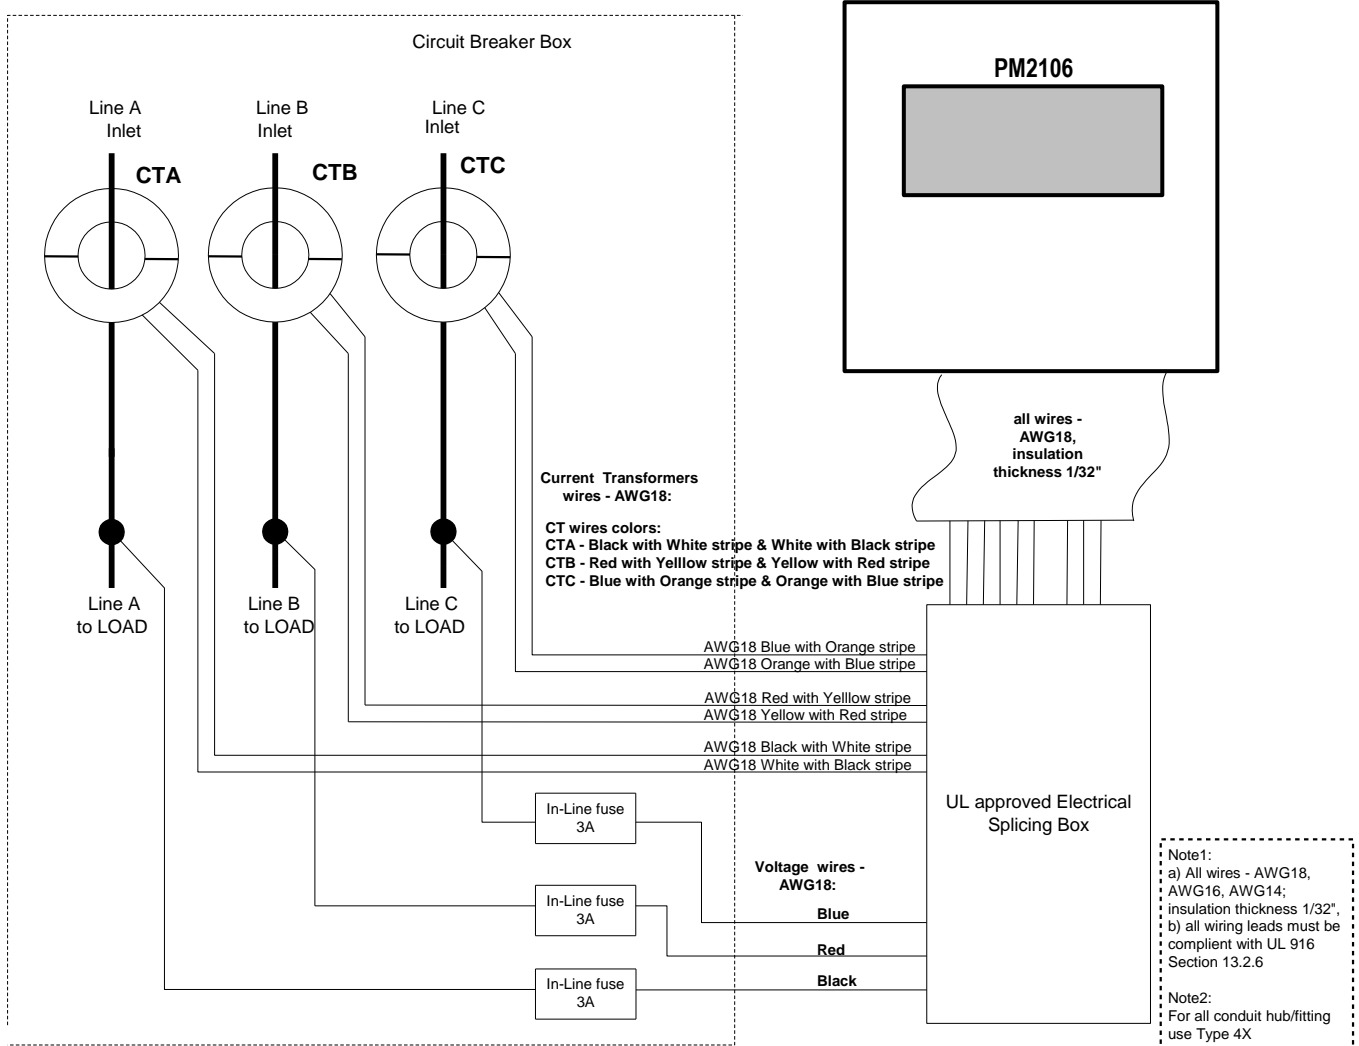 Circuit Breaker Box
PM2106
Line A
Inlet
Line B
Inlet
Line C
Inlet
CTA
CTB
CTC
all wires -
AWG18,
insulation
thickness 1/32"
Current Transformers
wires - AWG18:
CT wires colors:
CTA - Black with White stripe & White with Black stripe
CTB - Red with Yelllow stripe & Yellow with Red stripe
CTC - Blue with Orange stripe & Orange with Blue stripe
Line A
to LOAD
Line B
to LOAD
Line C
to LOAD
AWG18 Blue with Orange stripe
AWG18 Orange with Blue stripe
AWG18 Red with Yelllow stripe
AWG18 Yellow with Red stripe
AWG18 Black with White stripe
AWG18 White with Black stripe
UL approved Electrical
Splicing Box
In-Line fuse
3A
Voltage wires -
AWG18:
Blue
In-Line fuse
3A
Red
In-Line fuse
3A
Black
Note1:
a) All wires - AWG18,
AWG16, AWG14;
insulation thickness 1/32",
b) all wiring leads must be
complient with UL 916
Section 13.2.6
Note2:
For all conduit hub/fitting
use Type 4X